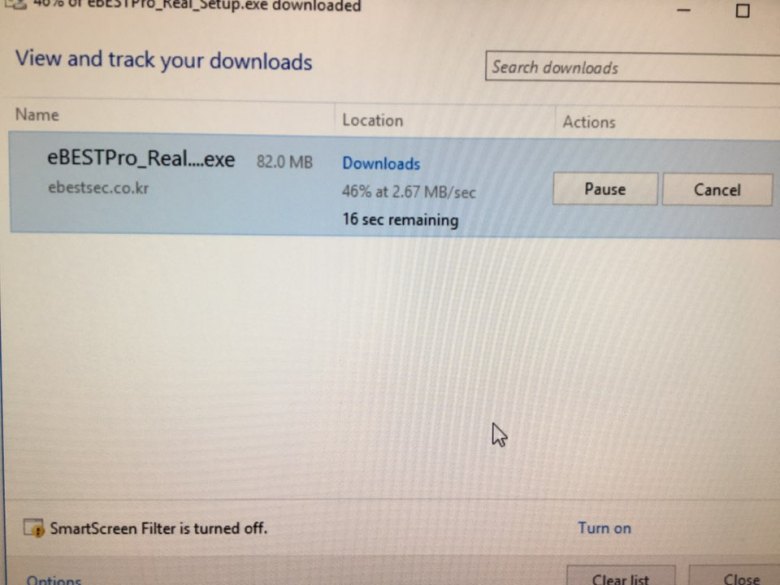 46% of eBESTPro_Real_Setup.exe downloaded
View and track your downloads
Search downloads
Name Location Actions
eBESTPro_Real....exe 82.0 MB Downloads
ebestsec.co.kr 46% at 2.67 MB/sec Pause Cancel
16 sec remaining
SmartScreen Filter is turned off. Turn on
Options Clear list Close